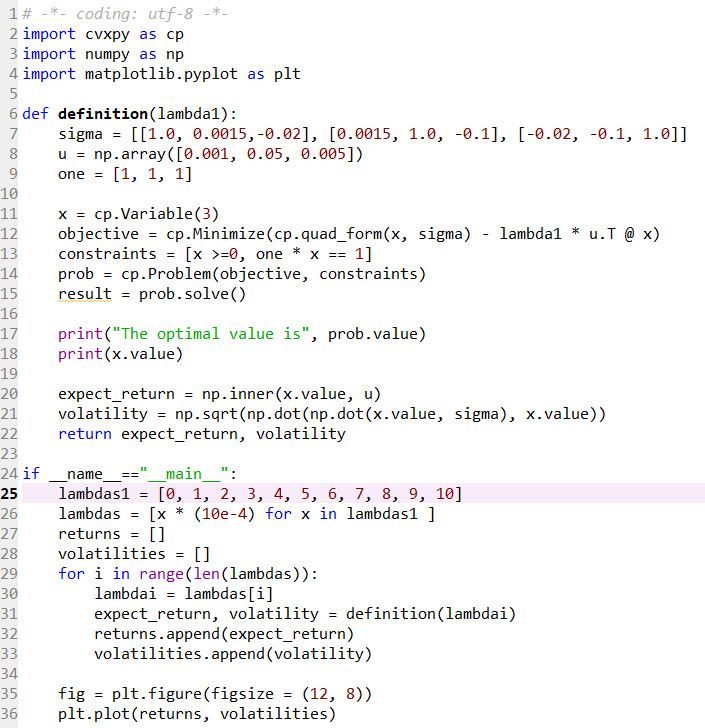 1 # -*- coding: utf-8 -*-
2 import cvxpy as cp
3 import numpy as np
4 import matplotlib.pyplot as plt
5
6 def definition(lambda1):
7     sigma = [[1.0, 0.0015,-0.02], [0.0015, 1.0, -0.1], [-0.02, -0.1, 1.0]]
8     u = np.array([0.001, 0.05, 0.005])
9     one = [1, 1, 1]
10
11     x = cp.Variable(3)
12     objective = cp.Minimize(cp.quad_form(x, sigma) - lambda1 * u.T @ x)
13     constraints = [x >=0, one * x == 1]
14     prob = cp.Problem(objective, constraints)
15     result = prob.solve()
16
17     print("The optimal value is", prob.value)
18     print(x.value)
19
20     expect_return = np.inner(x.value, u)
21     volatility = np.sqrt(np.dot(np.dot(x.value, sigma), x.value))
22     return expect_return, volatility
23
24 if __name__=="__main__":
25     lambdas1 = [0, 1, 2, 3, 4, 5, 6, 7, 8, 9, 10]
26     lambdas = [x * (10e-4) for x in lambdas1 ]
27     returns = []
28     volatilities = []
29     for i in range(len(lambdas)):
30         lambdai = lambdas[i]
31         expect_return, volatility = definition(lambdai)
32         returns.append(expect_return)
33         volatilities.append(volatility)
34
35     fig = plt.figure(figsize = (12, 8))
36     plt.plot(returns, volatilities)